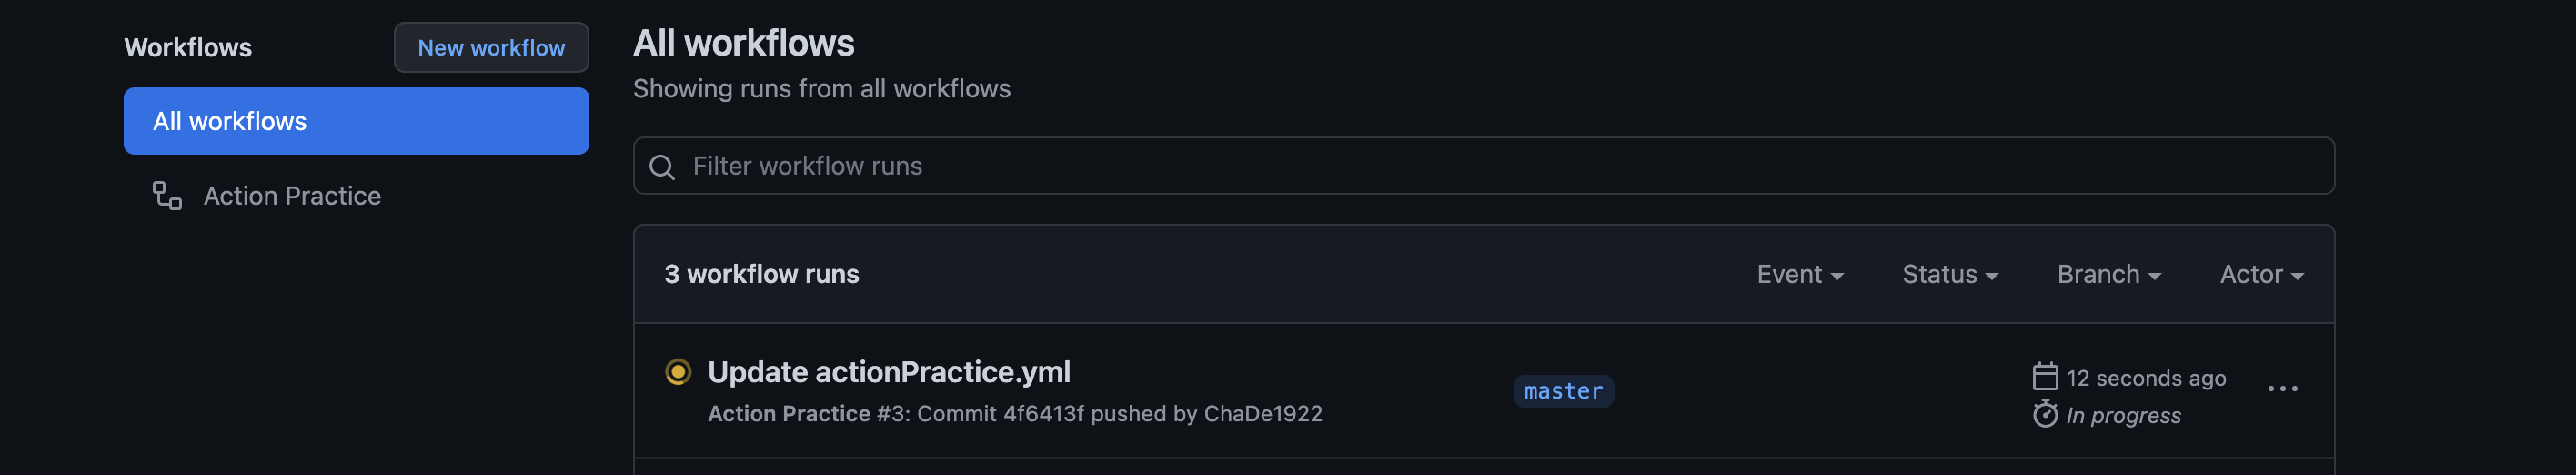 Workflows
New workflow
All workflows
Action Practice
All workflows
Showing runs from all workflows
Filter workflow runs
3 workflow runs
Event
Status
Branch
Actor
Update actionPractice.yml
Action Practice #3: Commit 4f6413f pushed by ChaDe1922
master
12 seconds ago
In progress